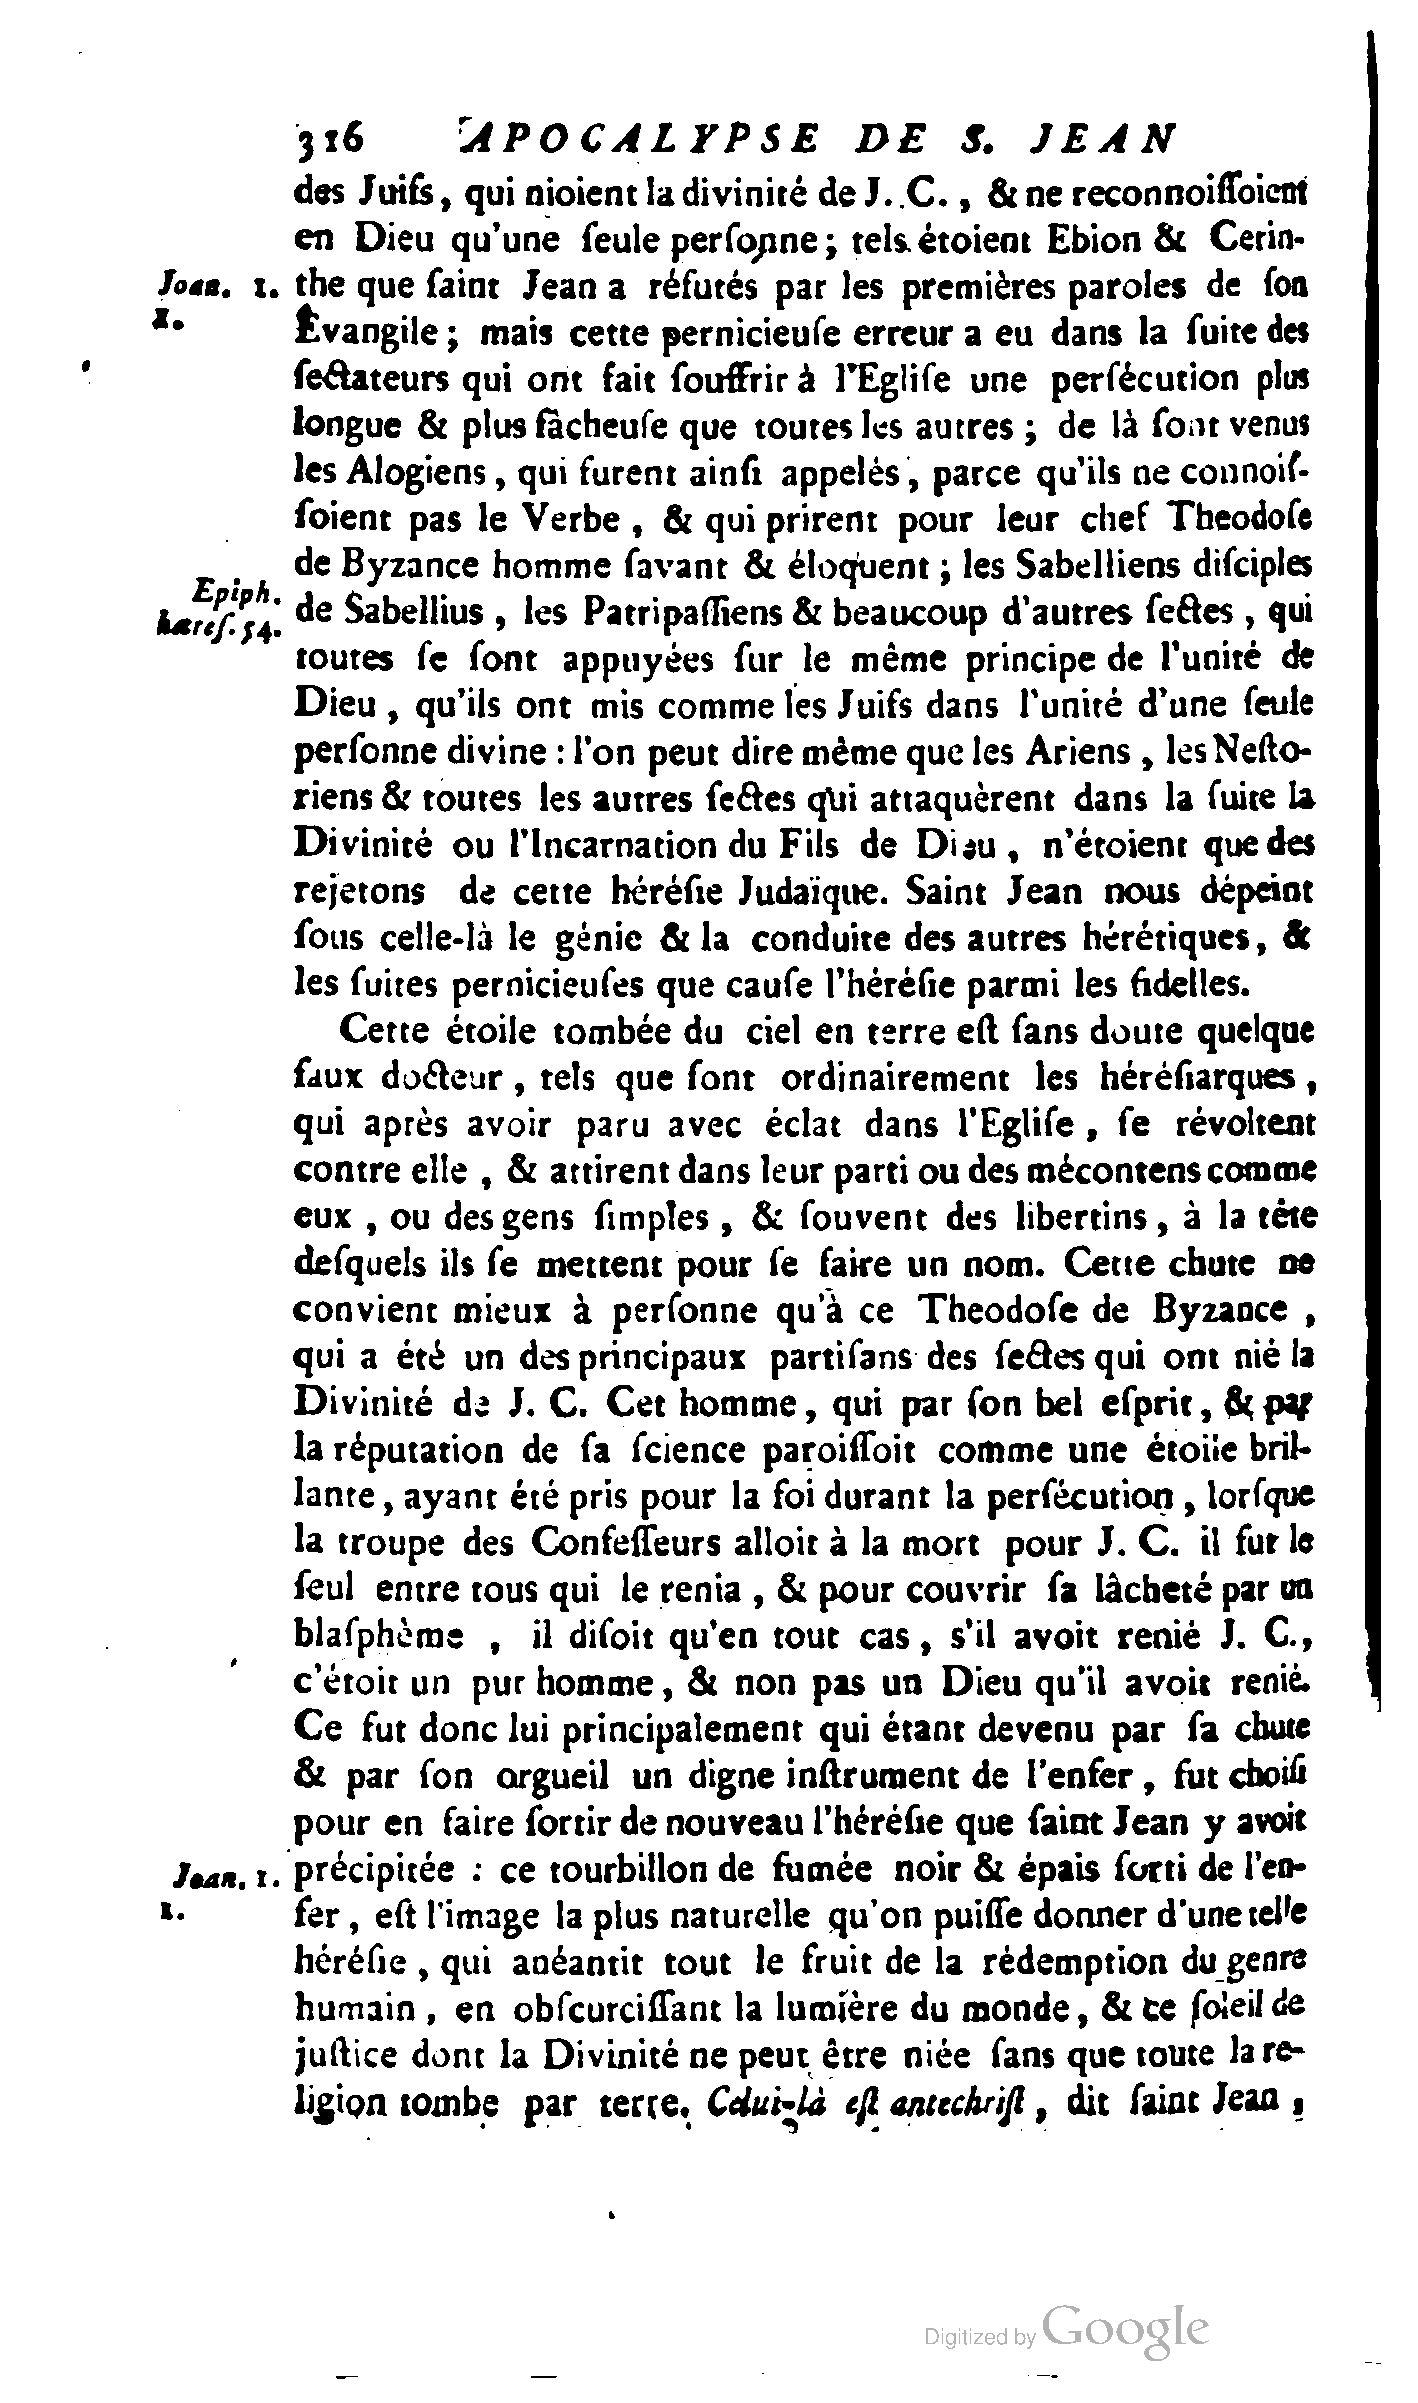 316 APOCALYPSE DE S. JEAN
des Juifs, qui nioient la divinité de J. C., & ne reconnoiſſoient
en Dieu qu'une ſeule perſonne ; tels étoient Ebion & Cerin-
Joan. 1. the que ſaint Jean a réfutés par les premières paroles de ſon
1. Evangile ; mais cette pernicieuſe erreur a eu dans la ſuite des
ſectateurs qui ont fait ſouffrir à l'Egliſe une perſécution plus
longue & plus fâcheuſe que toutes les autres ; de là ſont venus
les Alogiens, qui furent ainſi appelés, parce qu'ils ne connoiſ-
ſoient pas le Verbe, & qui prirent pour leur chef Theodoſe
de Byzance homme ſavant & éloquent ; les Sabelliens diſciples
Epiph.
hæreſ. 54. de Sabellius, les Patripaſſiens & beaucoup d'autres ſectes, qui
toutes ſe ſont appuyées ſur le même principe de l'unité de
Dieu, qu'ils ont mis comme les Juifs dans l'unité d'une ſeule
perſonne divine : l'on peut dire même que les Ariens, les Neſto-
riens & toutes les autres ſectes qui attaquèrent dans la ſuite la
Divinité ou l'Incarnation du Fils de Dieu, n'étoient que des
rejetons de cette héréſie Judaïque. Saint Jean nous dépeint
ſous celle-là le génie & la conduite des autres hérétiques, &
les ſuites pernicieuſes que cauſe l'héréſie parmi les fidelles.
Cette étoile tombée du ciel en terre eſt ſans doute quelque
faux docteur, tels que ſont ordinairement les héréſiarques,
qui après avoir paru avec éclat dans l'Egliſe, ſe révoltent
contre elle, & attirent dans leur parti ou des mécontens comme
eux, ou des gens ſimples, & ſouvent des libertins, à la tête
deſquels ils ſe mettent pour ſe faire un nom. Cette chute ne
convient mieux à perſonne qu'à ce Theodoſe de Byzance,
qui a été un des principaux partiſans des ſectes qui ont nié la
Divinité de J. C. Cet homme, qui par ſon bel eſprit, & par
la réputation de ſa ſcience paroiſſoit comme une étoile bril-
lante, ayant été pris pour la foi durant la perſécution, lorſque
la troupe des Confeſſeurs alloit à la mort pour J. C. il fut le
ſeul entre tous qui le renia, & pour couvrir ſa lâcheté par un
blaſphème, il diſoit qu'en tout cas, s'il avoit renié J. C.,
c'étoit un pur homme, & non pas un Dieu qu'il avoit renié.
Ce fut donc lui principalement qui étant devenu par ſa chute
& par ſon orgueil un digne inſtrument de l'enfer, fut choiſi
pour en faire ſortir de nouveau l'héréſie que ſaint Jean y avoit
Joan. 1. précipitée : ce tourbillon de fumée noir & épais ſorti de l'en-
1. fer, eſt l'image la plus naturelle qu'on puiſſe donner d'une telle
héréſie, qui anéantit tout le fruit de la rédemption du genre
humain, en obſcurciſſant la lumière du monde, & ce ſoleil de
juſtice dont la Divinité ne peut être niée ſans que toute la re-
ligion tombe par terre. Celui-là eſt antechriſt, dit ſaint Jean,
Digitized by Google